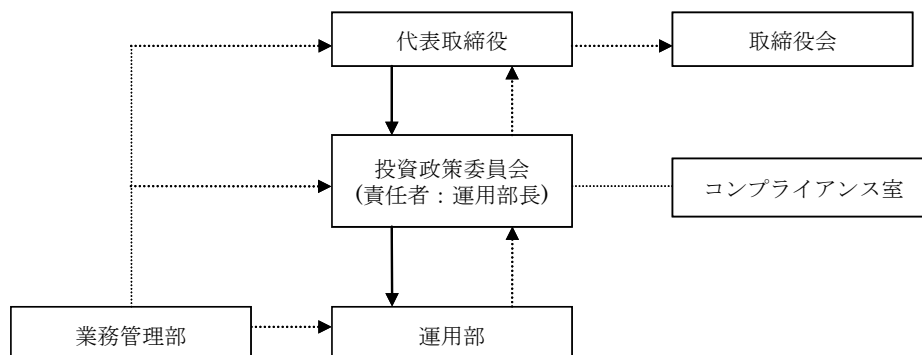 代表取締役
取締役会
投資政策委員会
(責任者:運用部長)
コンプライアンス室
業務管理部
運用部